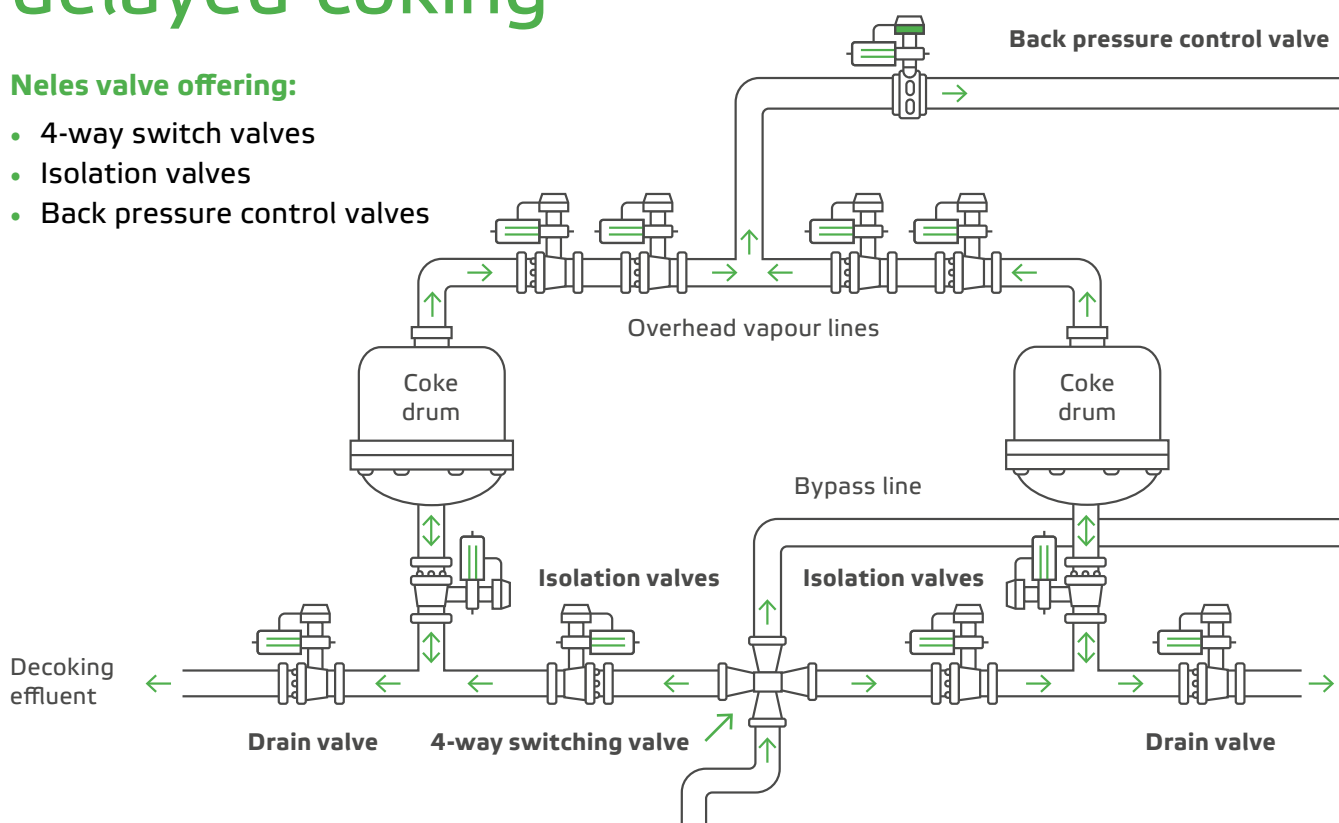 delayed coking
Back pressure control valve
Neles valve offering:
• 4-way switch valves
• Isolation valves
• Back pressure control valves
Overhead vapour lines
Coke
drum
Coke
drum
Bypass line
Isolation valves
Isolation valves
Decoking
effluent
Drain valve
4-way switching valve
Drain valve